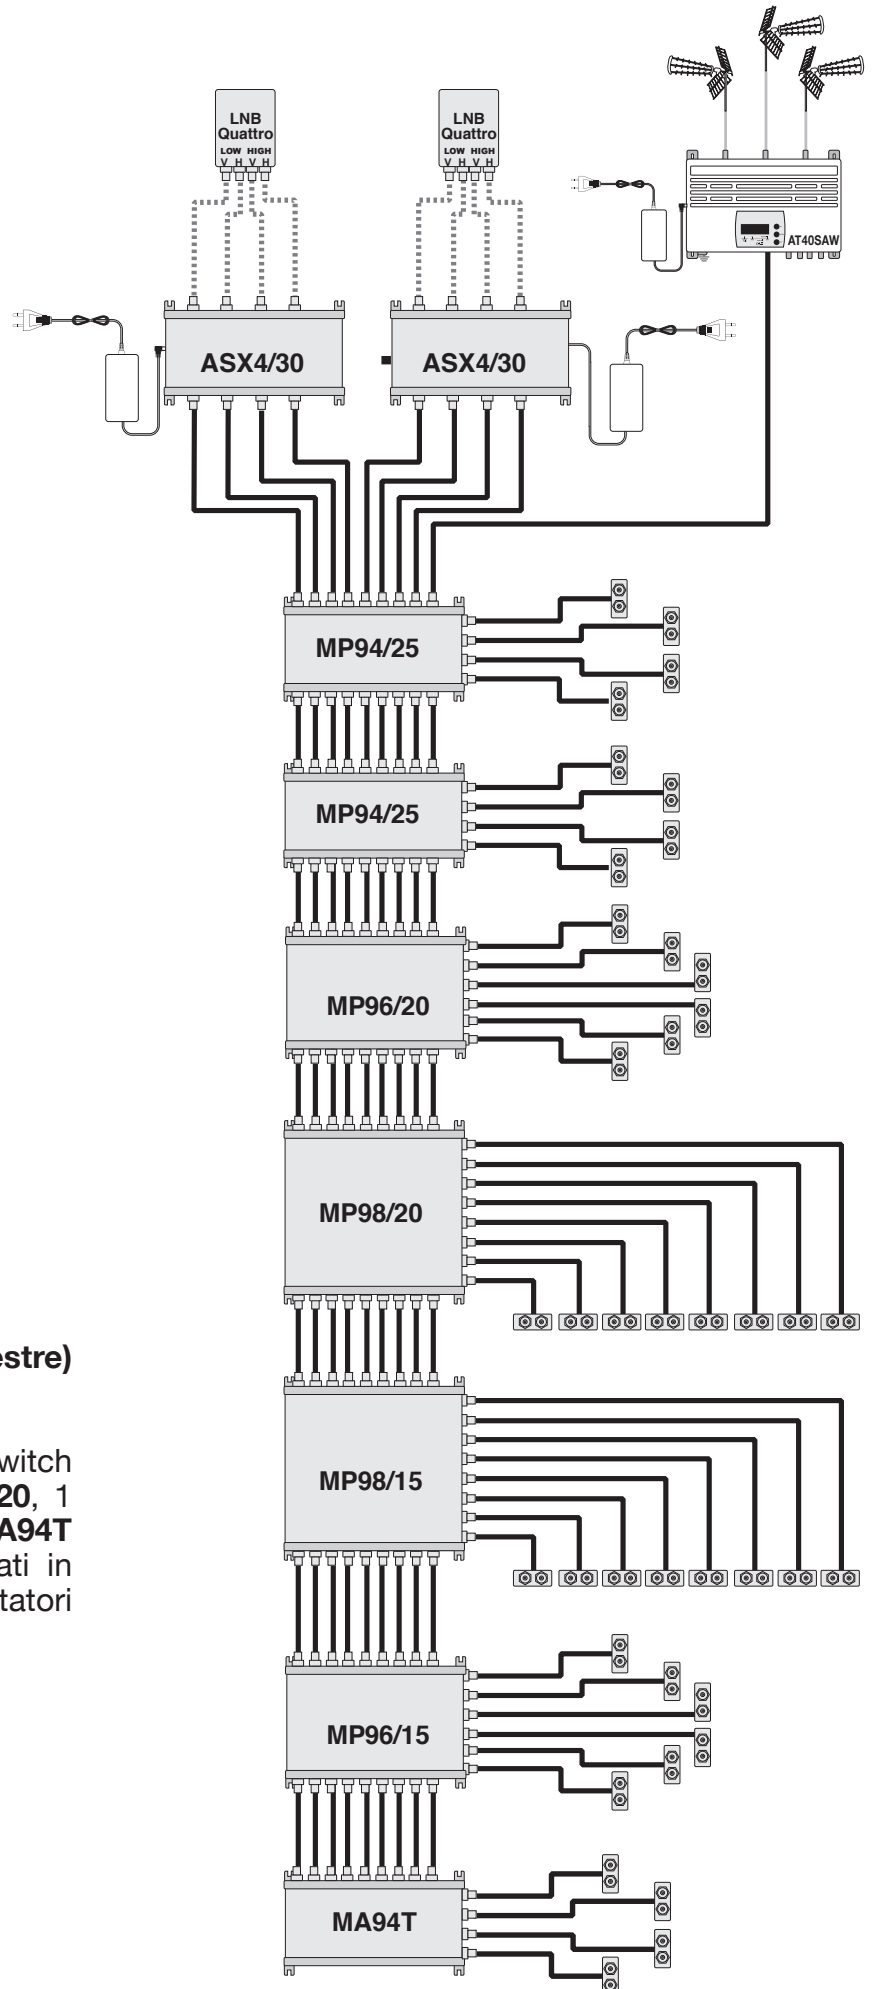 LNB
Quattro
LOW HIGH
V H V H
LNB
Quattro
LOW HIGH
V H V H
AT40SAW
ASX4/30
ASX4/30
MP94/25
MP94/25
MP96/20
MP98/20
estre)
MP98/15
witch
20, 1
A94T
ati in
tatori
MP96/15
MA94T